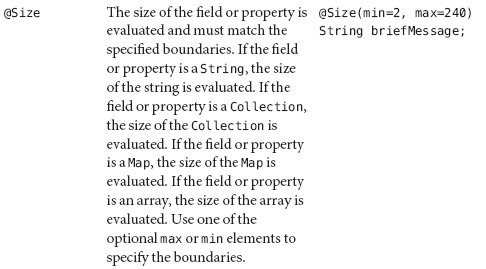 @Size
The size of the field or property is
evaluated and must match the
specified boundaries. If the field
or property is a String, the size
of the string is evaluated. If the
field or property is a Collection,
the size of the Collection is
evaluated. If the field or property
is a Map, the size of the Map is
evaluated. If the field or property
is an array, the size of the array is
evaluated. Use one of the
optional max or min elements to
specify the boundaries.
@Size(min=2, max=240)
String briefMessage;